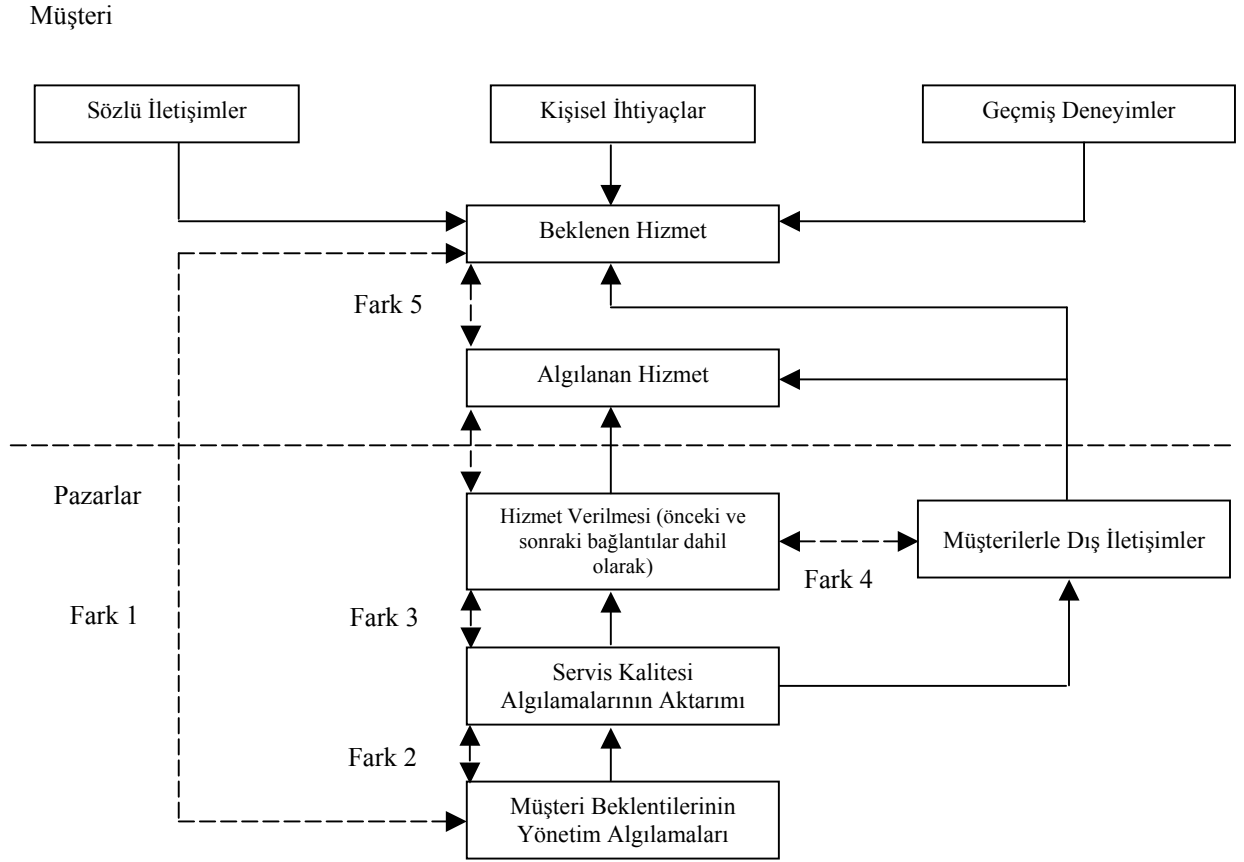 Müşteri
Sözlü İletişimler
Kişisel İhtiyaçlar
Geçmiş Deneyimler
Beklenen Hizmet
Fark 5
Algılanan Hizmet
Pazarlar
Hizmet Verilmesi (önceki ve
sonraki bağlantılar dahil
olarak)
Müşterilerle Dış İletişimler
Fark 4
Fark 1
Fark 3
Servis Kalitesi
Algılamalarının Aktarımı
Fark 2
Müşteri Beklentilerinin
Yönetim Algılamaları